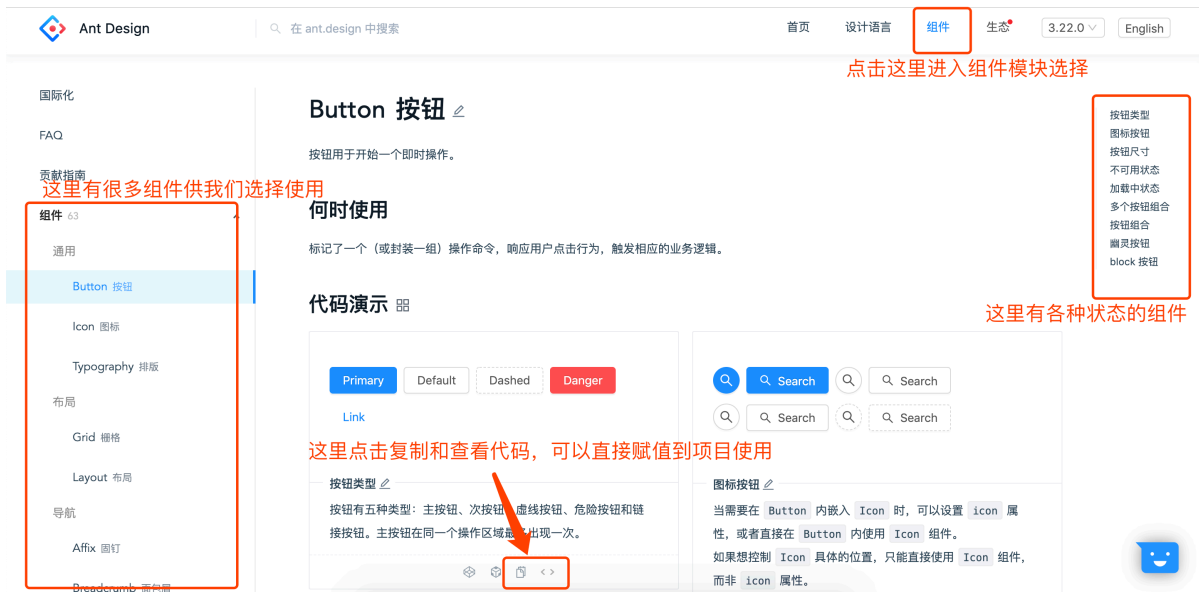 Ant Design
在 ant.design 中搜索
首页
设计语言
组件
生态
3.22.0
English
点击这里进入组件模块选择
国际化
FAQ
贡献指南
这里有很多组件供我们选择使用
组件 63
通用
Button 按钮
Icon 图标
Typography 排版
布局
Grid 栅格
Layout 布局
导航
Affix 固钉
Breadcrumb 面包屑
Button 按钮
按钮用于开始一个即时操作。
何时使用
标记了一个（或封装一组）操作命令，响应用户点击行为，触发相应的业务逻辑。
代码演示
Primary
Default
Dashed
Danger
Link
这里点击复制和查看代码，可以直接赋值到项目使用
按钮类型
按钮有五种类型：主按钮、次按钮、虚线按钮、危险按钮和链
接按钮。主按钮在同一个操作区域最多出现一次。
Search
Search
Search
Search
图标按钮
当需要在 Button 内嵌入 Icon 时，可以设置 icon 属
性，或者直接在 Button 内使用 Icon 组件。
如果想控制 Icon 具体的位置，只能直接使用 Icon 组件，
而非 icon 属性。
按钮类型
图标按钮
按钮尺寸
不可用状态
加载中状态
多个按钮组合
按钮组合
幽灵按钮
block 按钮
这里有各种状态的组件